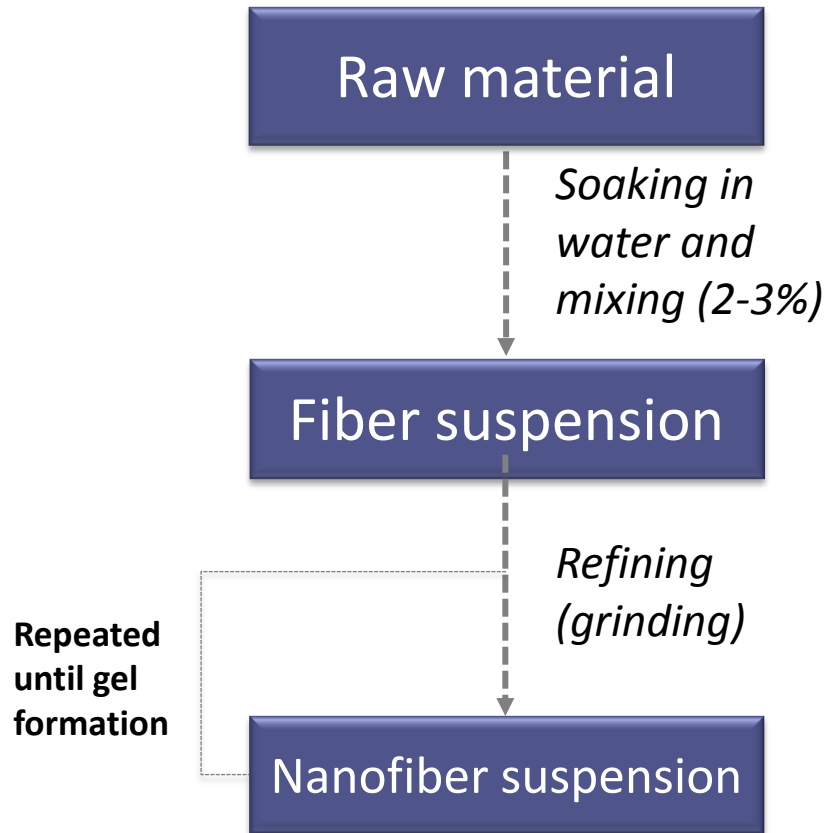 Raw material
Soaking in
water and
mixing (2-3%)
Fiber suspension
Refining
(grinding)
Repeated
until gel
formation
Nanofiber suspension